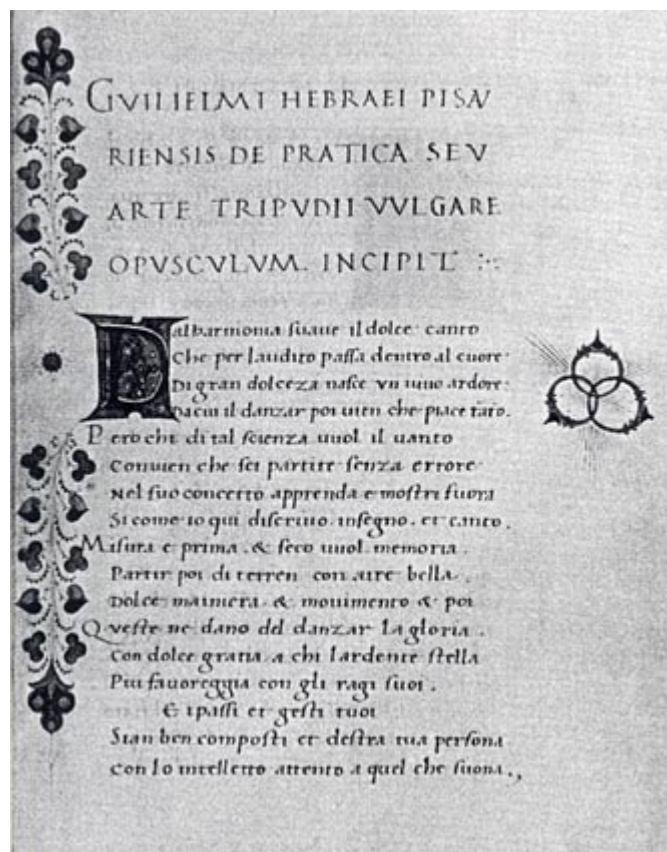 GVILIELMI HEBRAEI PISAV
RIENSIS DE PRATICA SEV
ARTE TRIPVDII VVLGARE
OPVSCVLVM. INCIPIT :·
Dalharmonia suaue il dolce canto
Che per laudito passa dentro al cuore·
Di gran dolceza nasce un uiuo ardore:
Dacui il danzar poi uien che piace tāto.
Pero chi di tal scienza uuol il uanto
Conuien che sei partite senza errore
Nel suo concetto apprenda e mostri fuora
Si come io qui discriuo. insegno. et canto.
Misura e prima. & seco uuol memoria.
Partir poi di terren con aire bella.
Dolce mainiera & mouimento & poi
Queste ne dano del danzar la gloria.
Con dolce gratia a chi lardente stella
Piu fauoreggia con gli ragi suoi.
E i passi et gesti tuoi
Sian ben composti et destra tua persona
Con lo intelletto attento a quel che suona.,